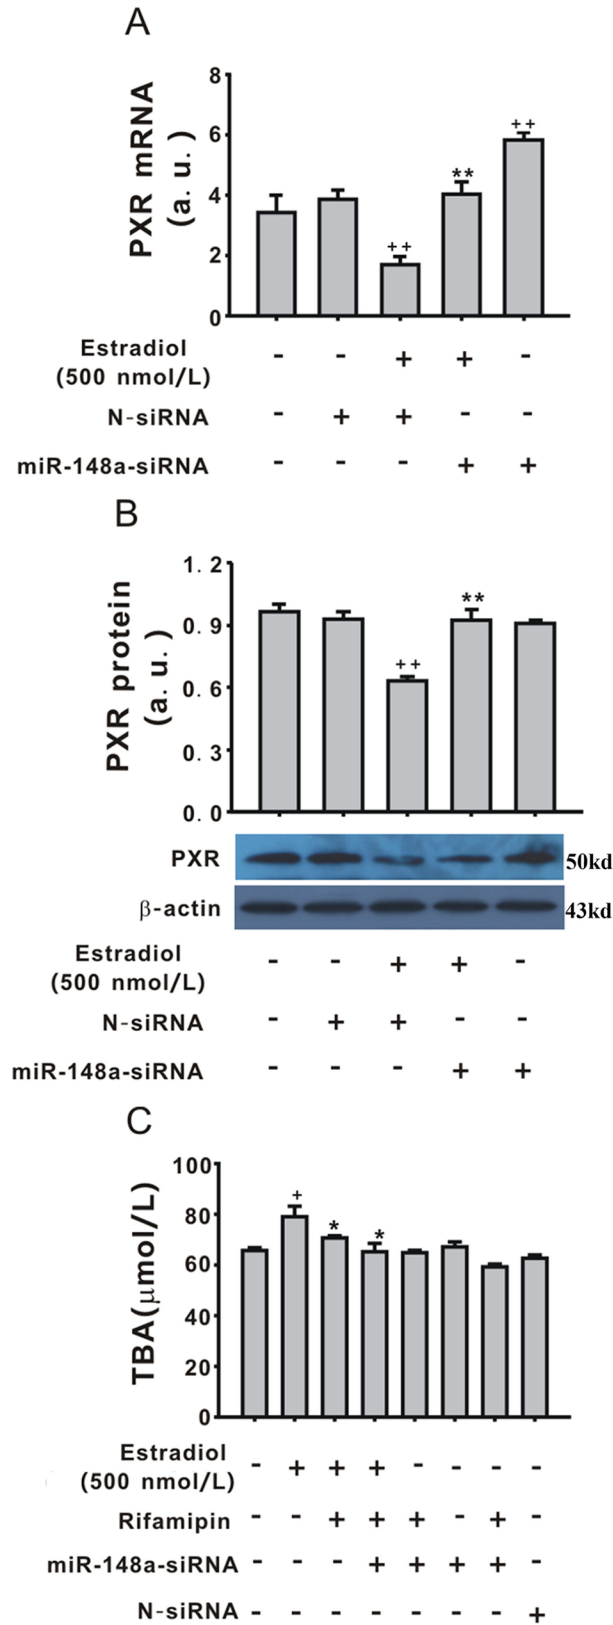 A
PXR mRNA
(a. u. )
8
6
4
2
0
++
**
++
Estradiol
(500 nmol/L)
- - + + -
N-siRNA - + + - -
miR-148a-siRNA - - - + +
B
PXR protein
(a. u. )
1. 2
0. 9
0. 6
0. 3
0. 0
++
**
PXR 50kd
β-actin 43kd
Estradiol
(500 nmol/L)
- - + + -
N-siRNA - + + - -
miR-148a-siRNA - - - + +
C
TBA(μmol/L)
100
80
60
40
20
0
+
*
*
Estradiol
(500 nmol/L)
- + + + - - - -
Rifamipin - - + + + - + -
miR-148a-siRNA - - - + + + + -
N-siRNA - - - - - - - +